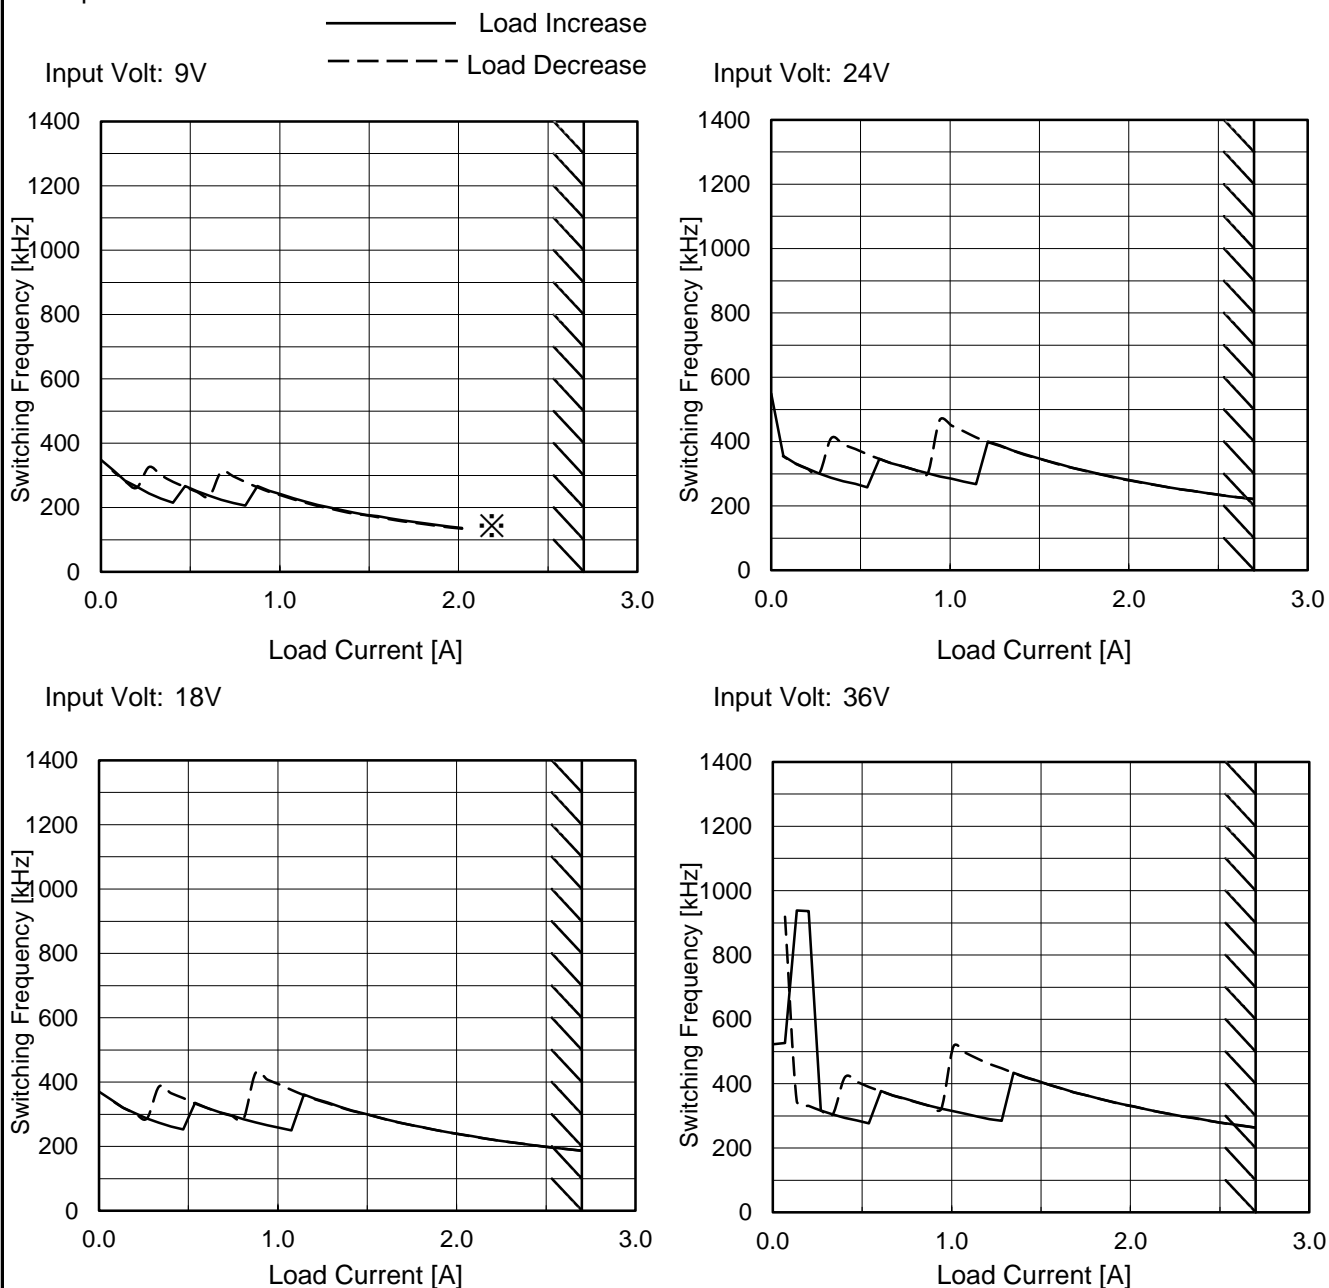 Load Increase
Load Decrease
Input Volt: 9V
1400
1200
1000
800
600
400
200
0
Switching Frequency [kHz]
※
0.0 1.0 2.0 3.0
Load Current [A]
Input Volt: 24V
1400
1200
1000
800
600
400
200
0
Switching Frequency [kHz]
0.0 1.0 2.0 3.0
Load Current [A]
Input Volt: 18V
1400
1200
1000
800
600
400
200
0
Switching Frequency [kHz]
0.0 1.0 2.0 3.0
Load Current [A]
Input Volt: 36V
1400
1200
1000
800
600
400
200
0
Switching Frequency [kHz]
0.0 1.0 2.0 3.0
Load Current [A]